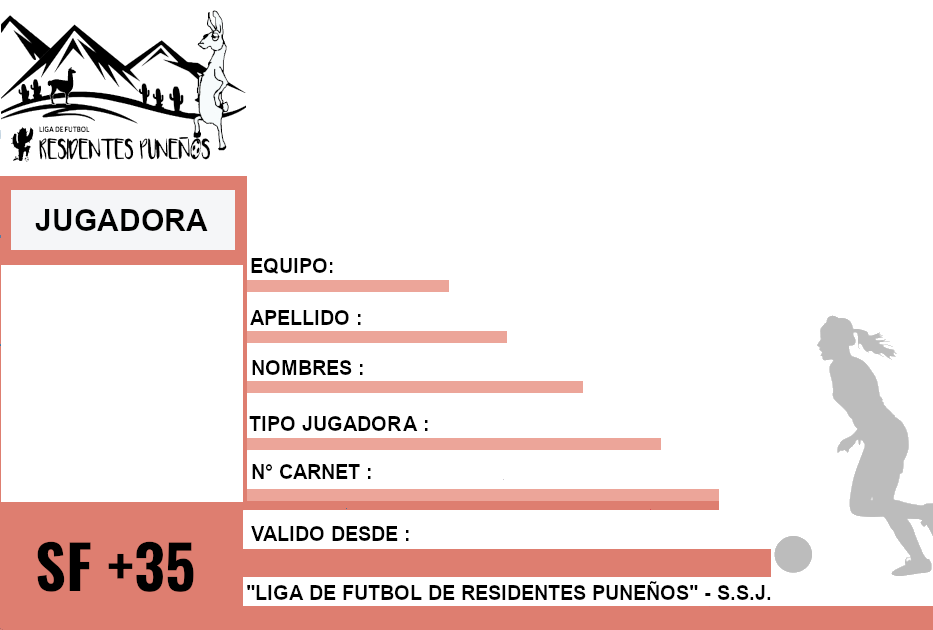 LIGA DE FUTBOL
RESIDENTES PUNEÑOS
JUGADORA
EQUIPO:
APELLIDO :
NOMBRES :
TIPO JUGADORA :
N° CARNET :
VALIDO DESDE :
SF +35
"LIGA DE FUTBOL DE RESIDENTES PUNEÑOS" - S.S.J.